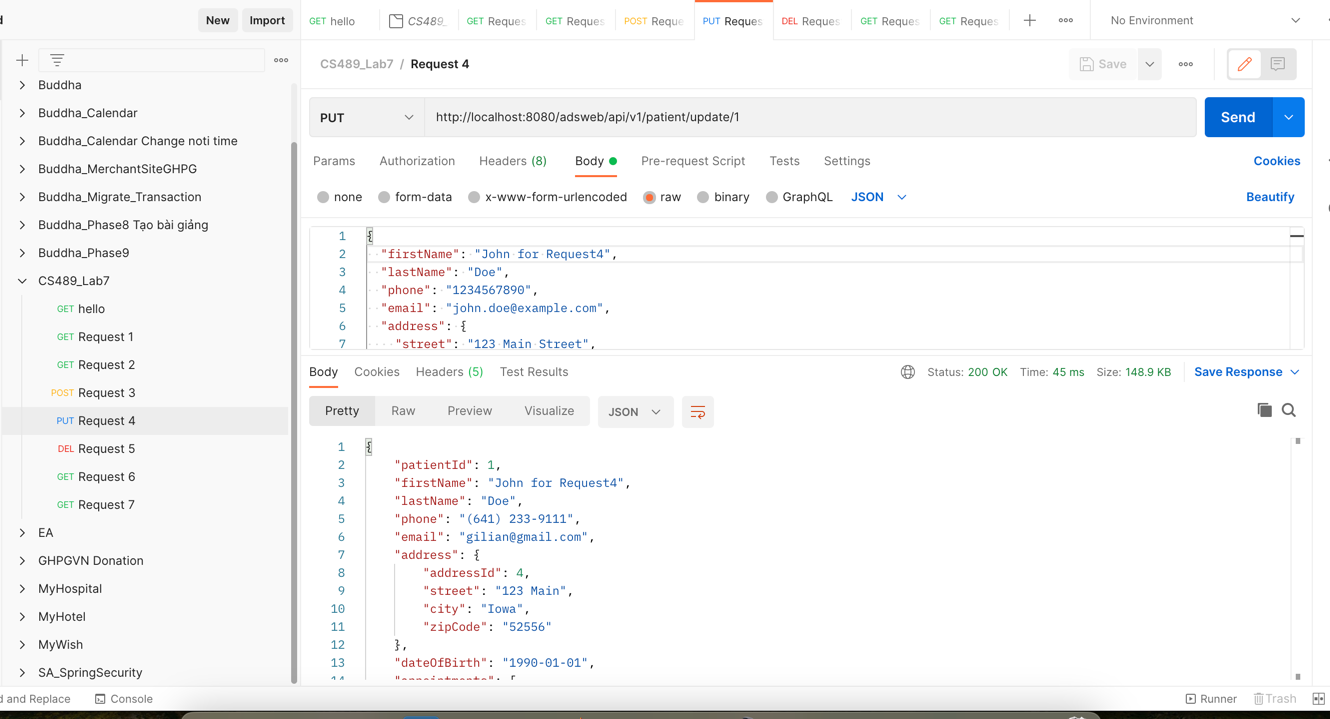 New Import
Buddha
Buddha_Calendar
Buddha_Calendar Change noti time
Buddha_MerchantSiteGHPG
Buddha_Migrate_Transaction
Buddha_Phase8 Tạo bài giảng
Buddha_Phase9
CS489_Lab7
GET hello
GET Request 1
GET Request 2
POST Request 3
PUT Request 4
DEL Request 5
GET Request 6
GET Request 7
EA
GHPGVN Donation
MyHospital
MyHotel
MyWish
SA_SpringSecurity
GET hello CS489_ GET Reques GET Reques POST Reque PUT Reques DEL Reques GET Reques GET Reques No Environment
CS489_Lab7 / Request 4 Save
PUT http://localhost:8080/adsweb/api/v1/patient/update/1 Send
Params Authorization Headers (8) Body Pre-request Script Tests Settings Cookies
none form-data x-www-form-urlencoded raw binary GraphQL JSON Beautify
1 {
2 "firstName": "John for Request4",
3 "lastName": "Doe",
4 "phone": "1234567890",
5 "email": "john.doe@example.com",
6 "address": {
7 "street": "123 Main Street",
Body Cookies Headers (5) Test Results Status: 200 OK Time: 45 ms Size: 148.9 KB Save Response
Pretty Raw Preview Visualize JSON
1 {
2 "patientId": 1,
3 "firstName": "John for Request4",
4 "lastName": "Doe",
5 "phone": "(641) 233-9111",
6 "email": "gilian@gmail.com",
7 "address": {
8 "addressId": 4,
9 "street": "123 Main",
10 "city": "Iowa",
11 "zipCode": "52556"
12 },
13 "dateOfBirth": "1990-01-01",
14 "appointments": [
d and Replace Console Runner Trash